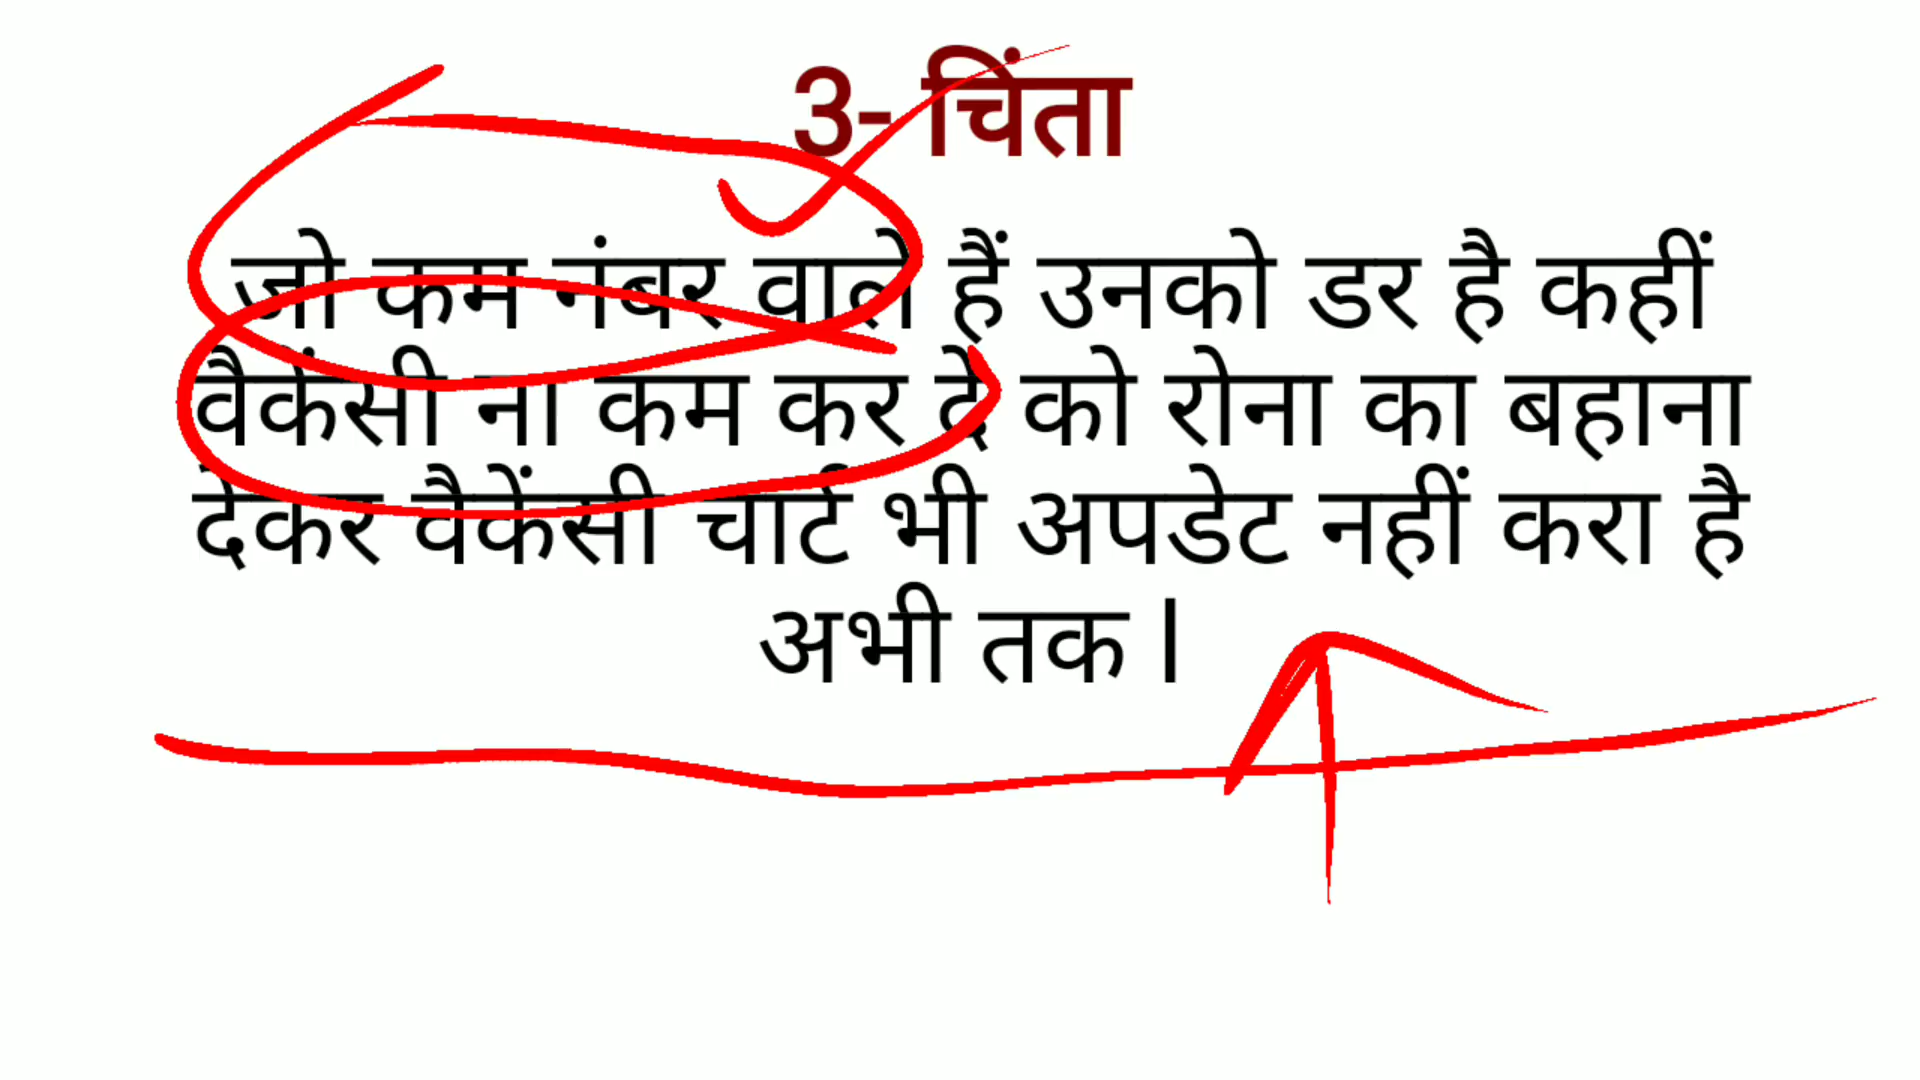 3- चिंता
जो कम नंबर वाले हैं उनको डर है कहीं
वैकेंसी ना कम कर दे को रोना का बहाना
देकर वैकेंसी चार्ट भी अपडेट नहीं करा है
अभी तक l